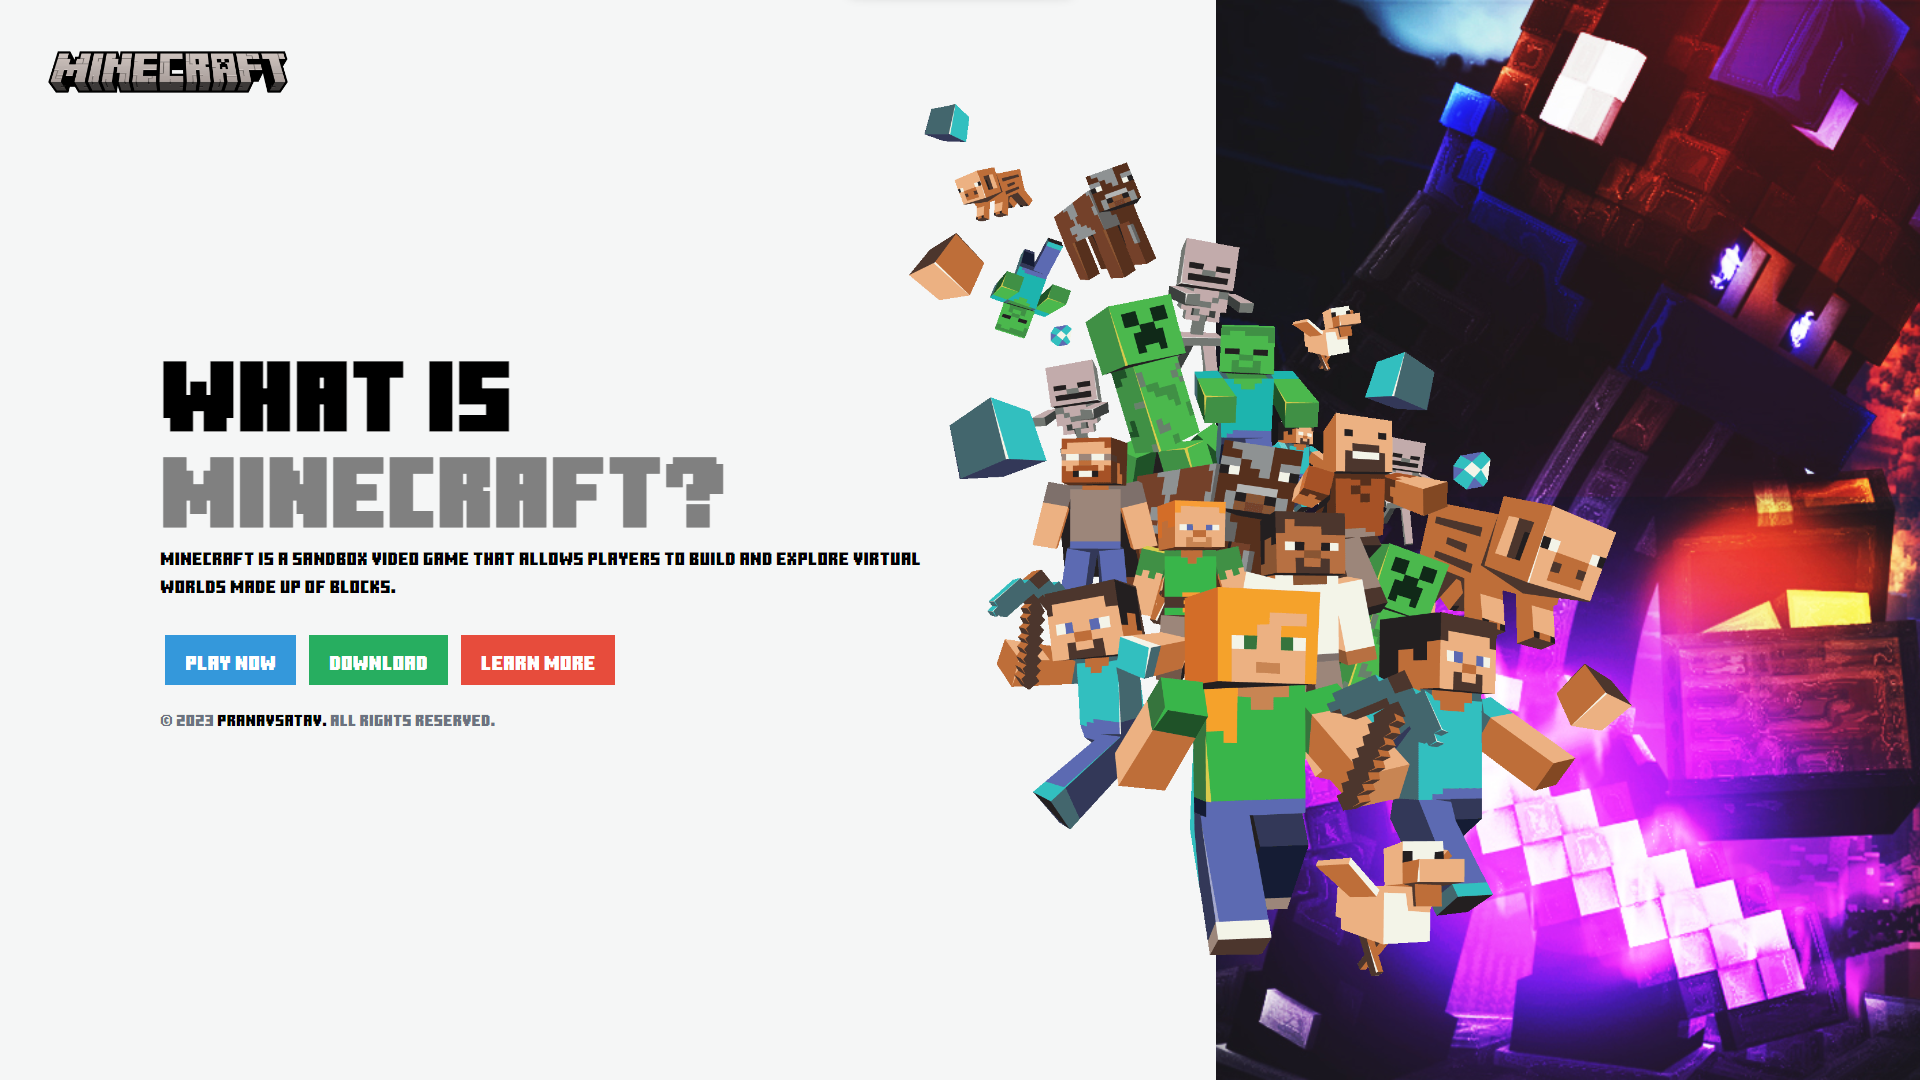 MINECRAFT
WHAT IS
MINECRAFT?
MINECRAFT IS A SANDBOX VIDEO GAME THAT ALLOWS PLAYERS TO BUILD AND EXPLORE VIRTUAL
WORLDS MADE UP OF BLOCKS.
PLAY NOW DOWNLOAD LEARN MORE
© 2023 PRANAVSATAV. ALL RIGHTS RESERVED.